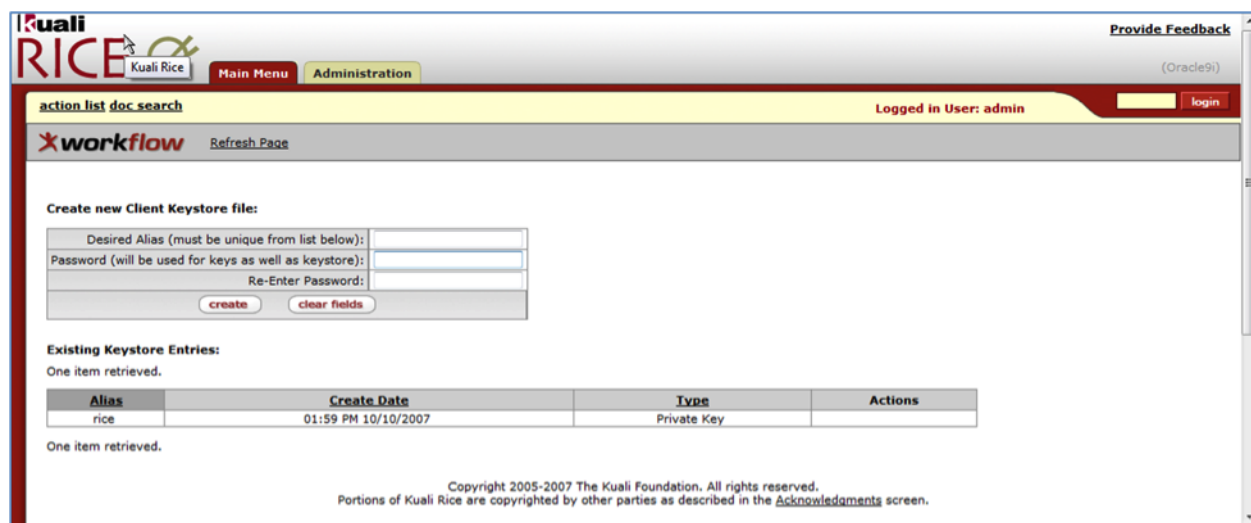 Kuali
RICE
Kuali Rice
Main Menu
Administration
Provide Feedback
(Oracle9i)
action list doc search
Logged in User: admin
login
workflow
Refresh Page
Create new Client Keystore file:
Desired Alias (must be unique from list below):
Password (will be used for keys as well as keystore):
Re-Enter Password:
create clear fields
Existing Keystore Entries:
One item retrieved.
Alias Create Date Type Actions
rice 01:59 PM 10/10/2007 Private Key
One item retrieved.
Copyright 2005-2007 The Kuali Foundation. All rights reserved.
Portions of Kuali Rice are copyrighted by other parties as described in the Acknowledgments screen.